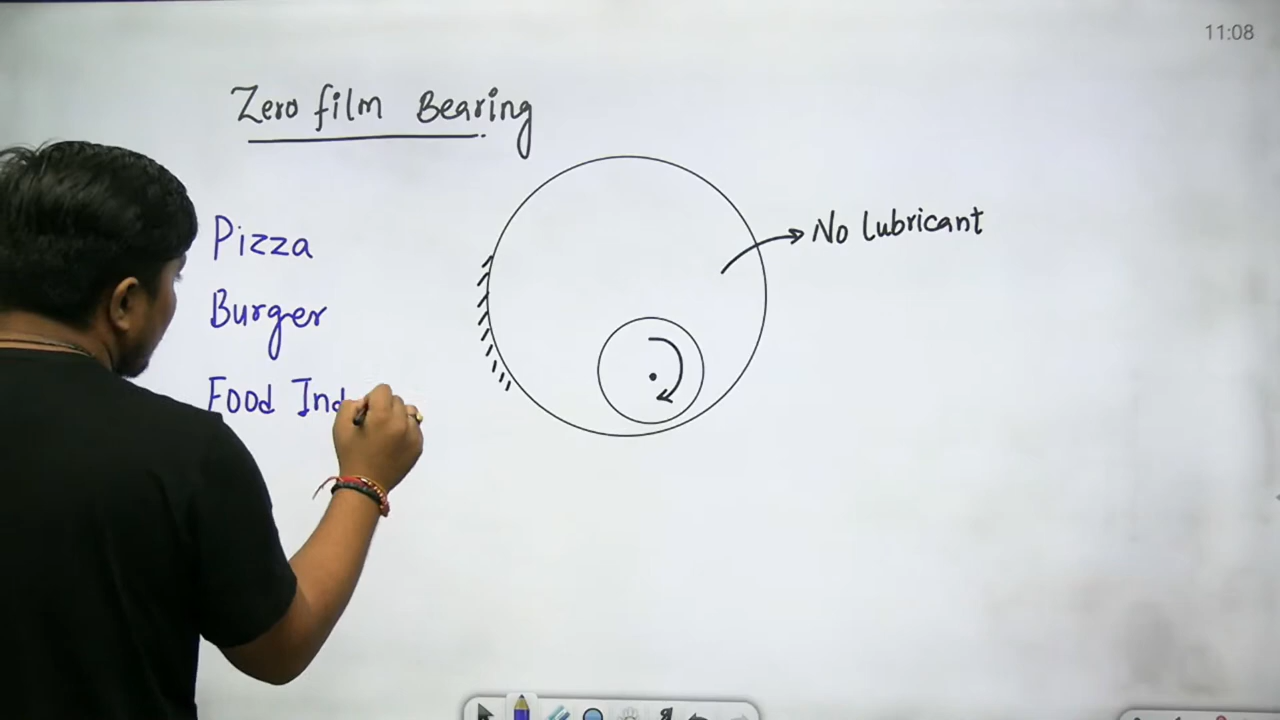 11:08
Zero film Bearing
No lubricant
Pizza
Burger
Food Ind